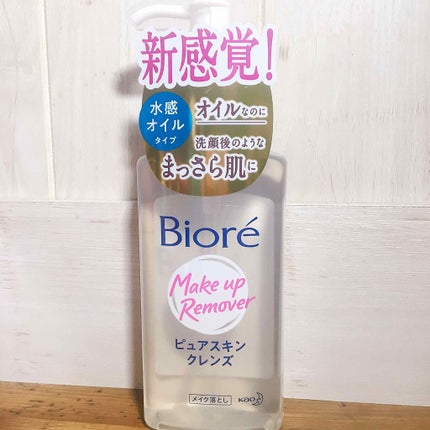 新感覚!
水感
オイル
タイプ
オイルなのに
洗顔後のような
まっさら肌に
Bioré
Make up
Remover
ピュアスキン
クレンズ
メイク落とし
Kao